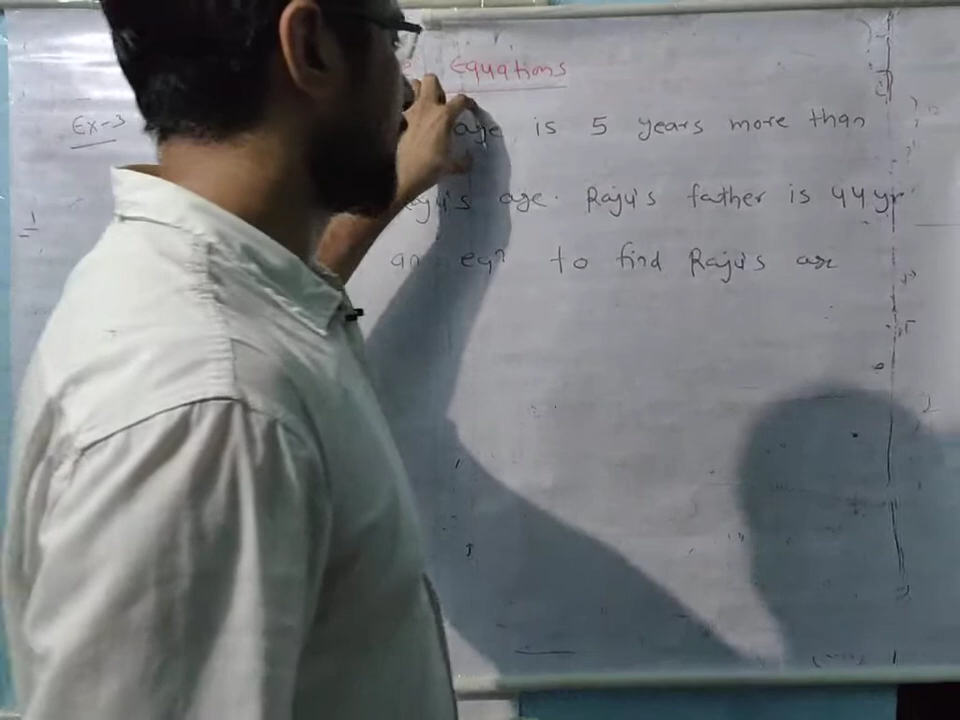 Equations
Ex-3
age is 5 years more than
age. Raju's father is 44 yr
an eqn to find Raju's age